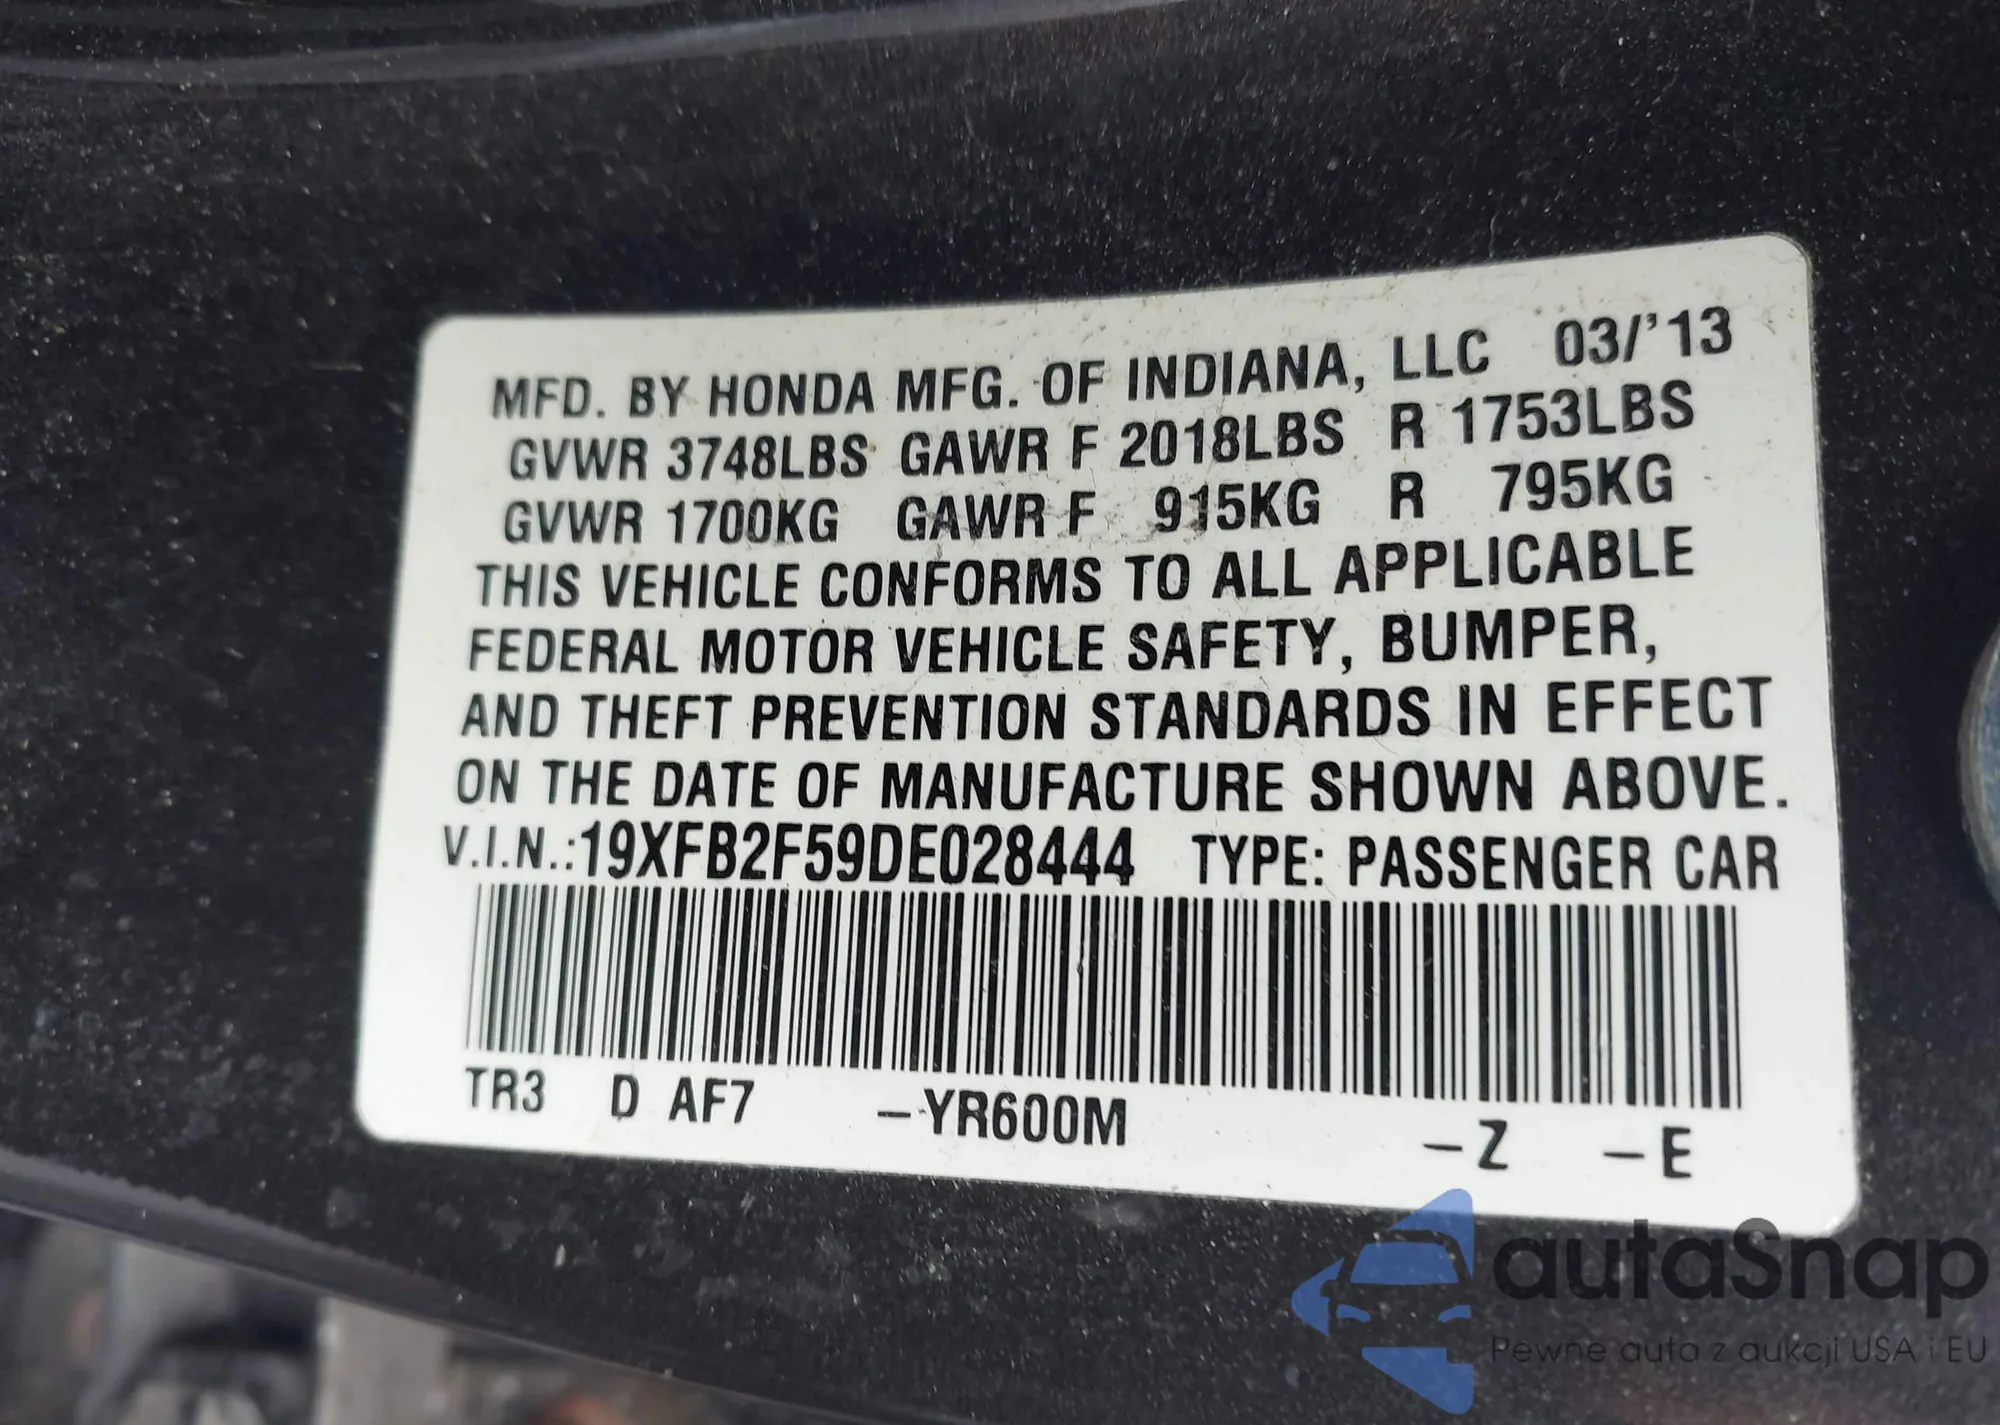 MFD. BY HONDA MFG. OF INDIANA, LLC 03/'13
GVWR 3748LBS GAWR F 2018LBS R 1753LBS
GVWR 1700KG GAWR F 915KG R 795KG
THIS VEHICLE CONFORMS TO ALL APPLICABLE
FEDERAL MOTOR VEHICLE SAFETY, BUMPER,
AND THEFT PREVENTION STANDARDS IN EFFECT
ON THE DATE OF MANUFACTURE SHOWN ABOVE.
V.I.N.:19XFB2F59DE028444 TYPE: PASSENGER CAR
TR3 D AF7 -YR600M -Z -E
autaSnap
Pewne auta z aukcji USA i EU